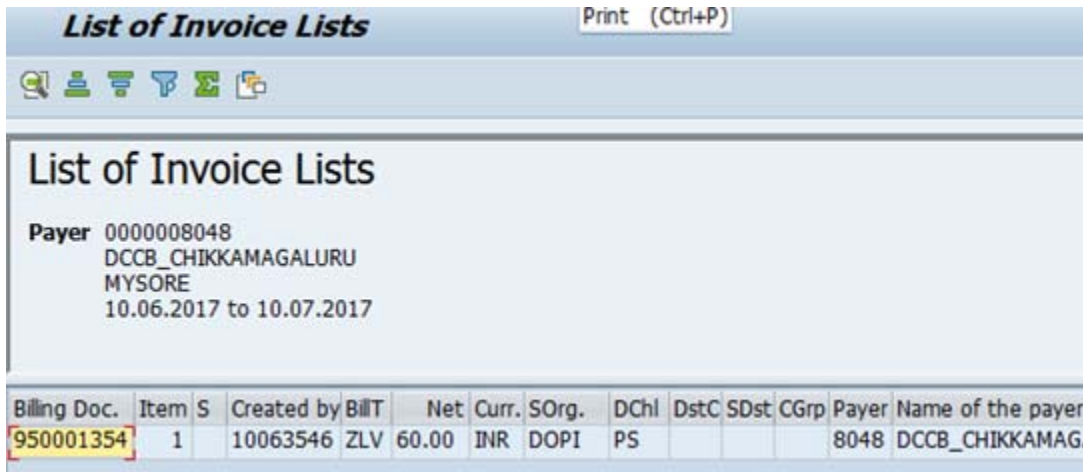 List of Invoice Lists
Print (Ctrl+P)
List of Invoice Lists
Payer 0000008048
DCCB_CHIKKAMAGALURU
MYSORE
10.06.2017 to 10.07.2017
Billing Doc. Item S Created by BillT Net Curr. SOrg. DChl DstC SDst CGrp Payer Name of the payer
950001354 1 10063546 ZLV 60.00 INR DOPI PS 8048 DCCB_CHIKKAMAG